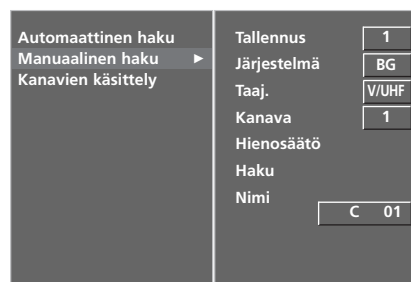 Automaattinen haku
Manuaalinen haku ►
Kanavien käsittely
Tallennus 1
Järjestelmä BG
Taaj. V/UHF
Kanava 1
Hienosäätö
Haku
Nimi
C 01